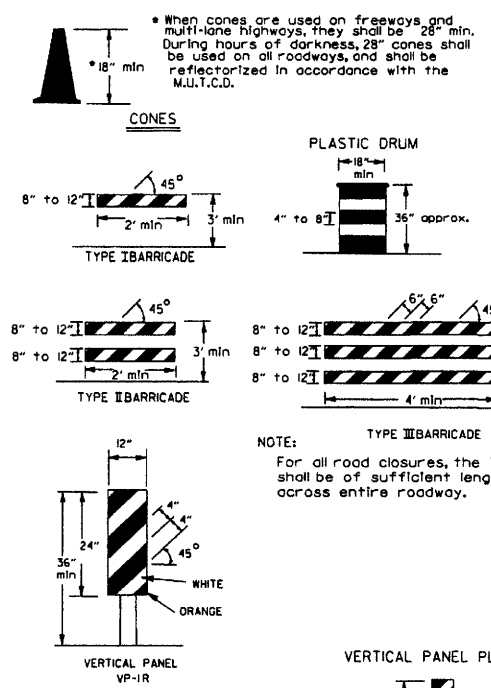 * When cones are used on freeways and
multi-lane highways, they shall be 28" min.
During hours of darkness, 28" cones shall
be used on all roadways, and shall be
reflectorized in accordance with the
M.U.T.C.D.
*18" min
CONES
PLASTIC DRUM
18"
min
4" to 8"
36" approx.
45°
8" to 12"
2' min
3' min
TYPE I BARRICADE
45°
8" to 12"
8" to 12"
2' min
3' min
TYPE II BARRICADE
6" 6"
8" to 12"
8" to 12"
8" to 12"
4' min
TYPE III BARRICADE
NOTE:
For all road closures, the
shall be of sufficient
across entire roadway.
12"
36"
min
24"
4"
4"
45°
WHITE
ORANGE
VERTICAL PANEL
VP-1R
VERTICAL PANEL